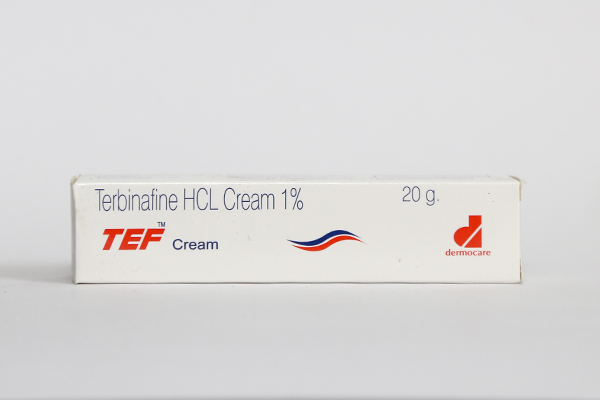 Terbinafine HCL Cream 1%
20 g.
TEF™ Cream
dermocare